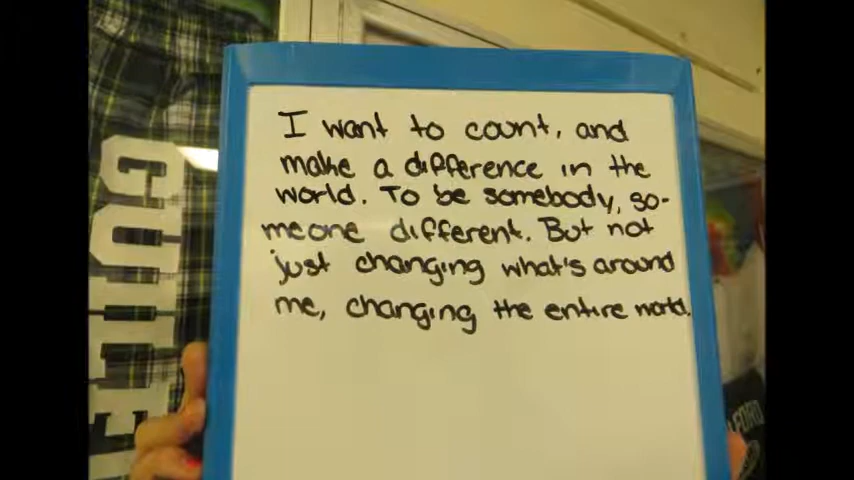 I want to count, and
make a difference in the
world. To be somebody, so-
meone different. But not
just changing what's around
me, changing the entire world.